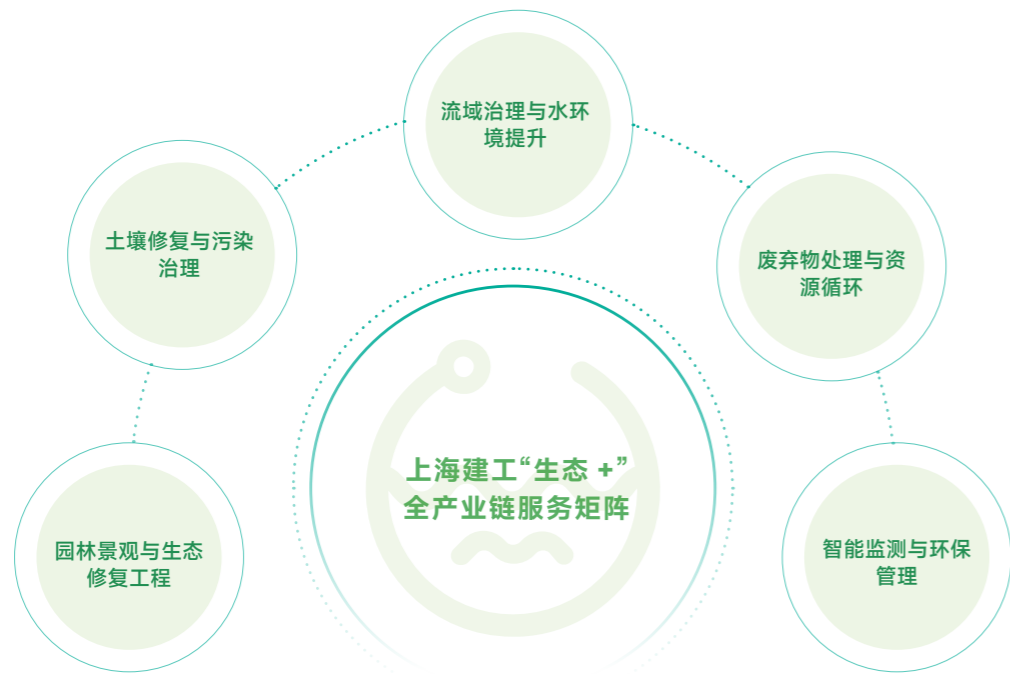 流域治理与水环
境提升
土壤修复与污染
治理
废弃物处理与资
源循环
上海建工“生态 +”
全产业链服务矩阵
园林景观与生态
修复工程
智能监测与环保
管理